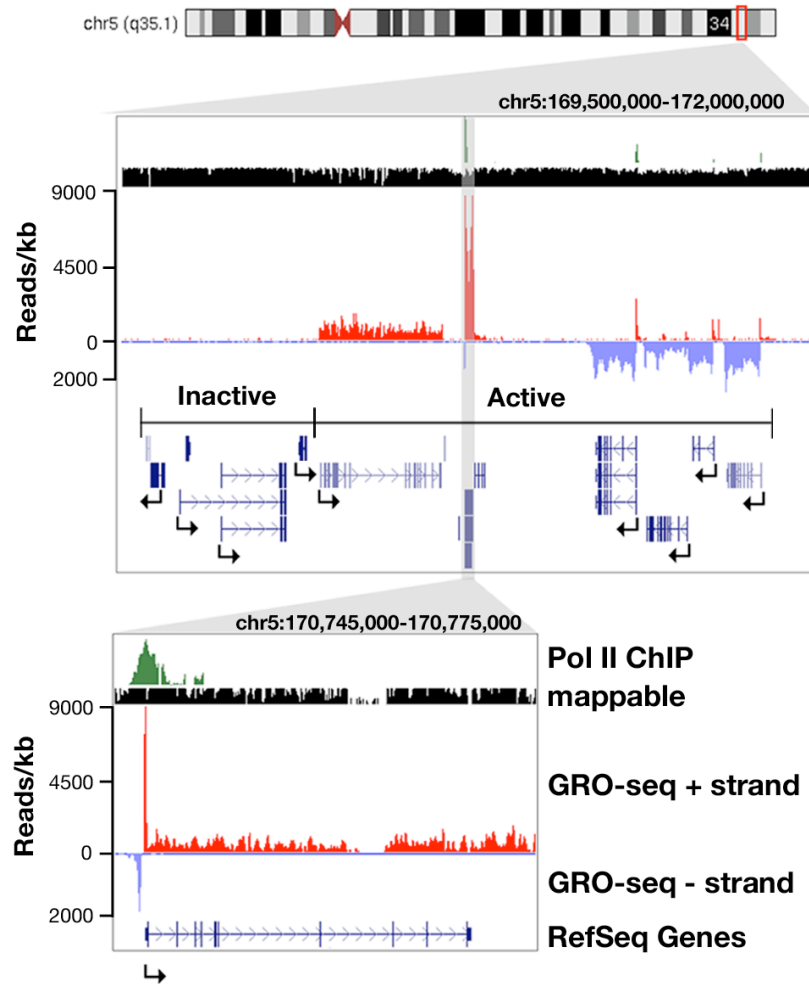 chr5 (q35.1)
34
chr5:169,500,000-172,000,000
9000
4500
0
2000
Reads/kb
Inactive
Active
chr5:170,745,000-170,775,000
Pol II ChIP
mappable
9000
4500
0
2000
Reads/kb
GRO-seq + strand
GRO-seq - strand
RefSeq Genes